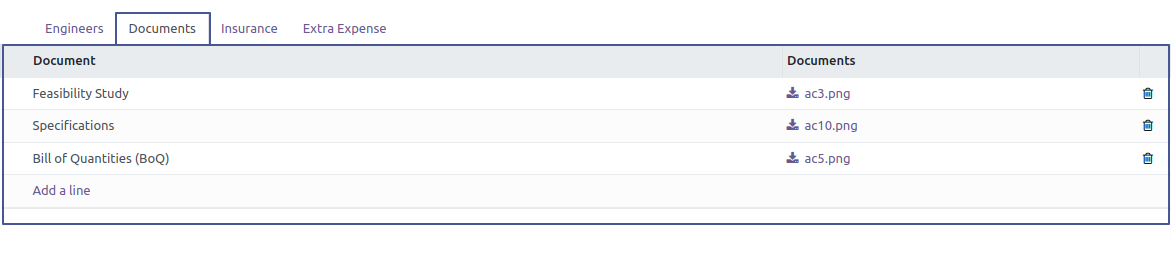 Engineers Documents Insurance Extra Expense
Document Documents
Feasibility Study ac3.png
Specifications ac10.png
Bill of Quantities (BoQ) ac5.png
Add a line